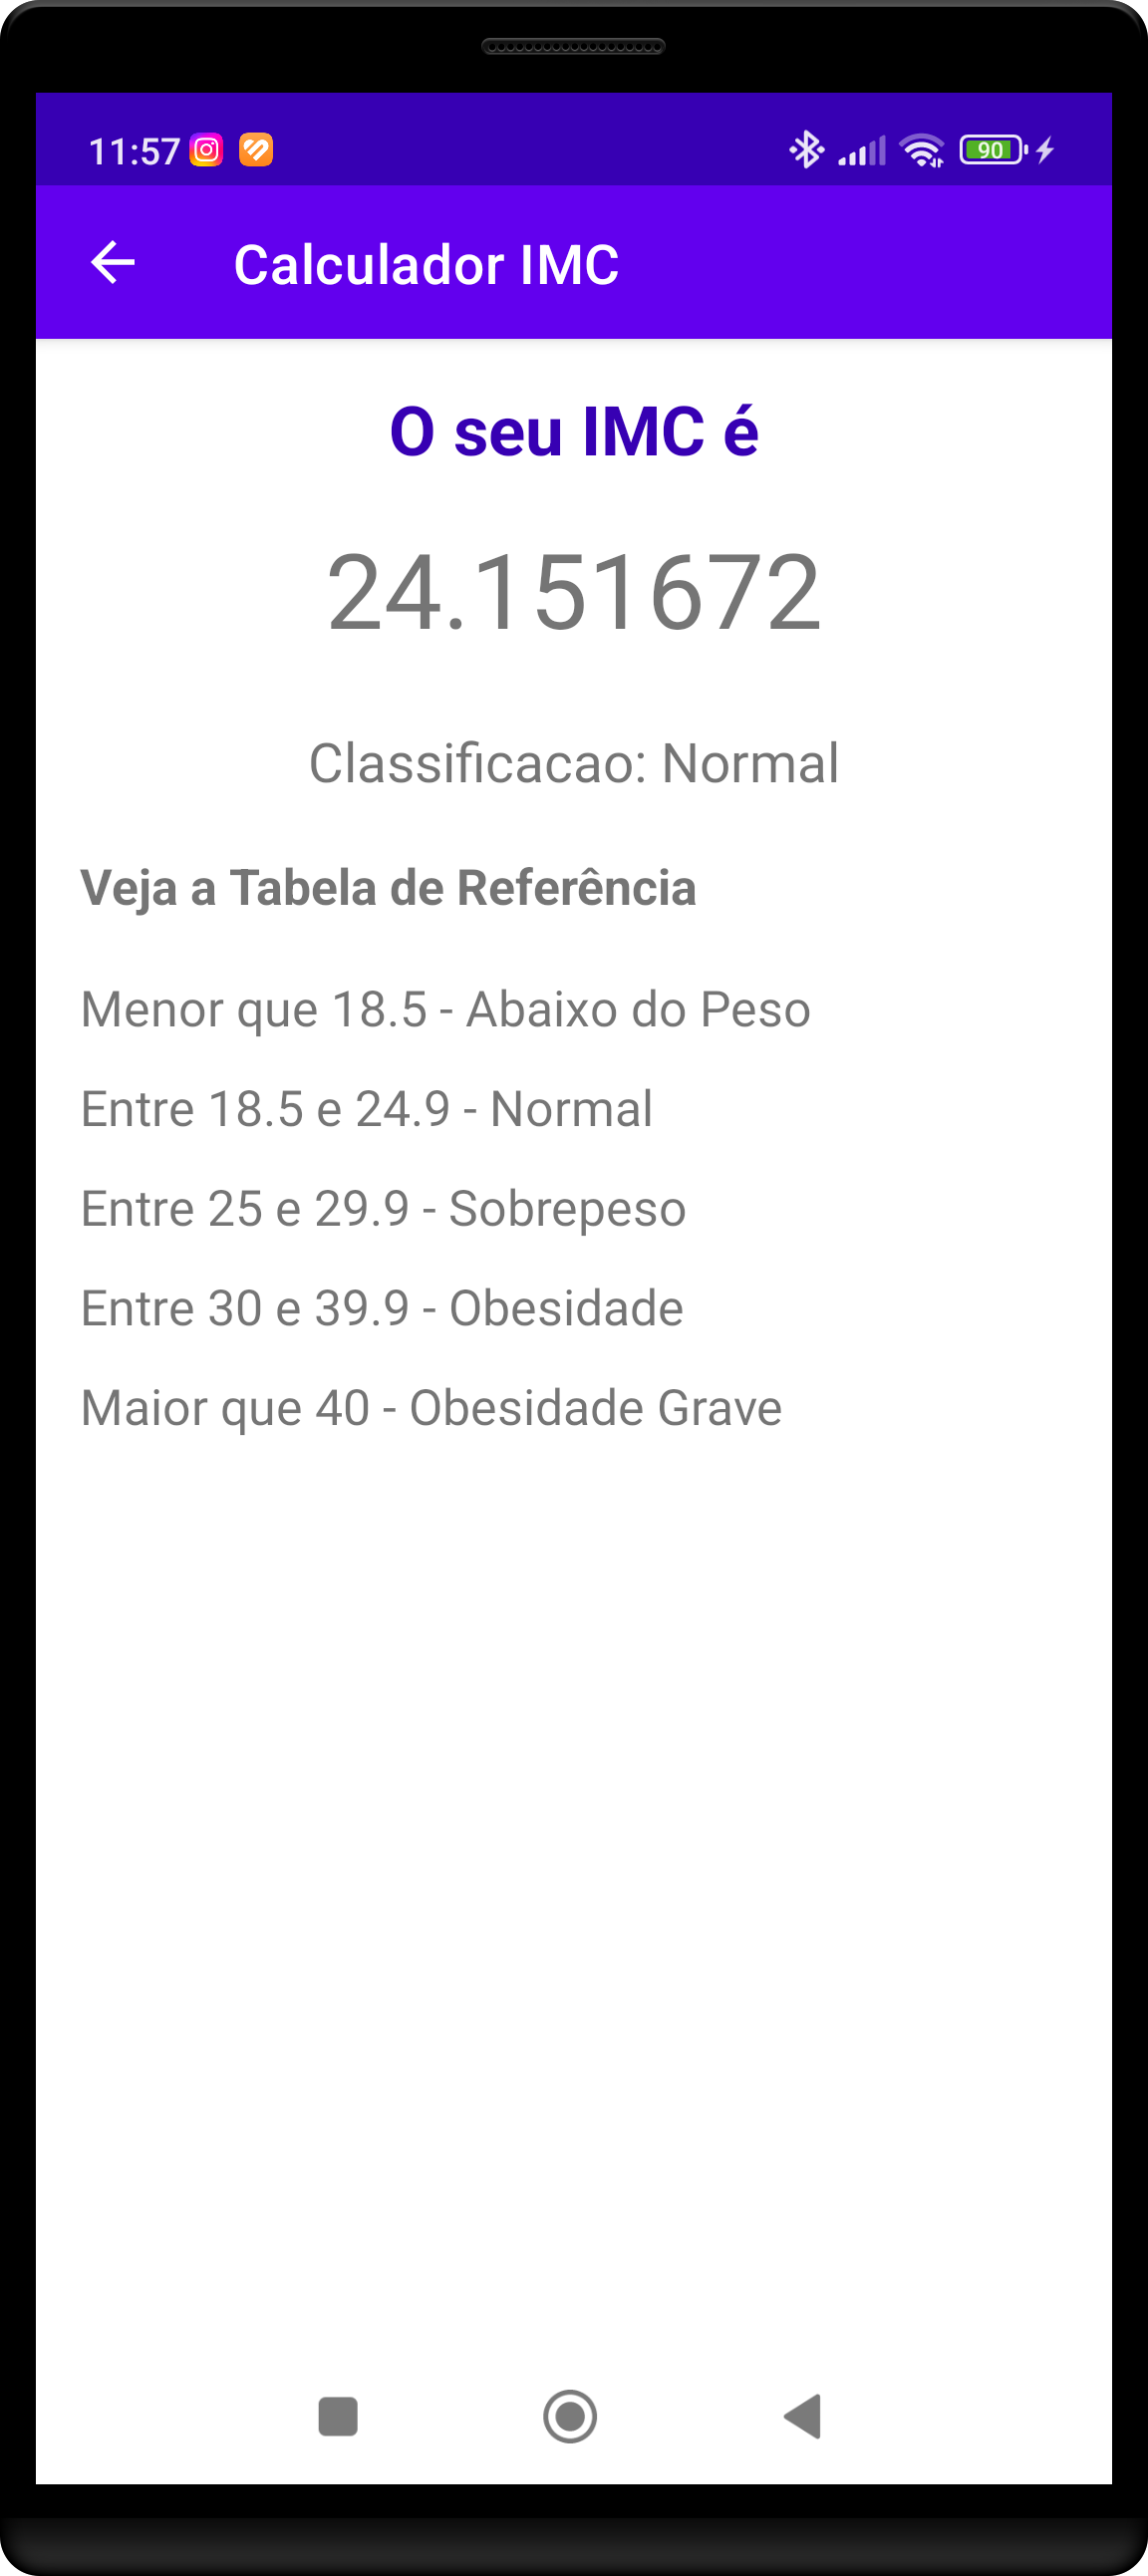 11:57
90
Calculador IMC
O seu IMC é
24.151672
Classificacao: Normal
Veja a Tabela de Referência
Menor que 18.5 - Abaixo do Peso
Entre 18.5 e 24.9 - Normal
Entre 25 e 29.9 - Sobrepeso
Entre 30 e 39.9 - Obesidade
Maior que 40 - Obesidade Grave